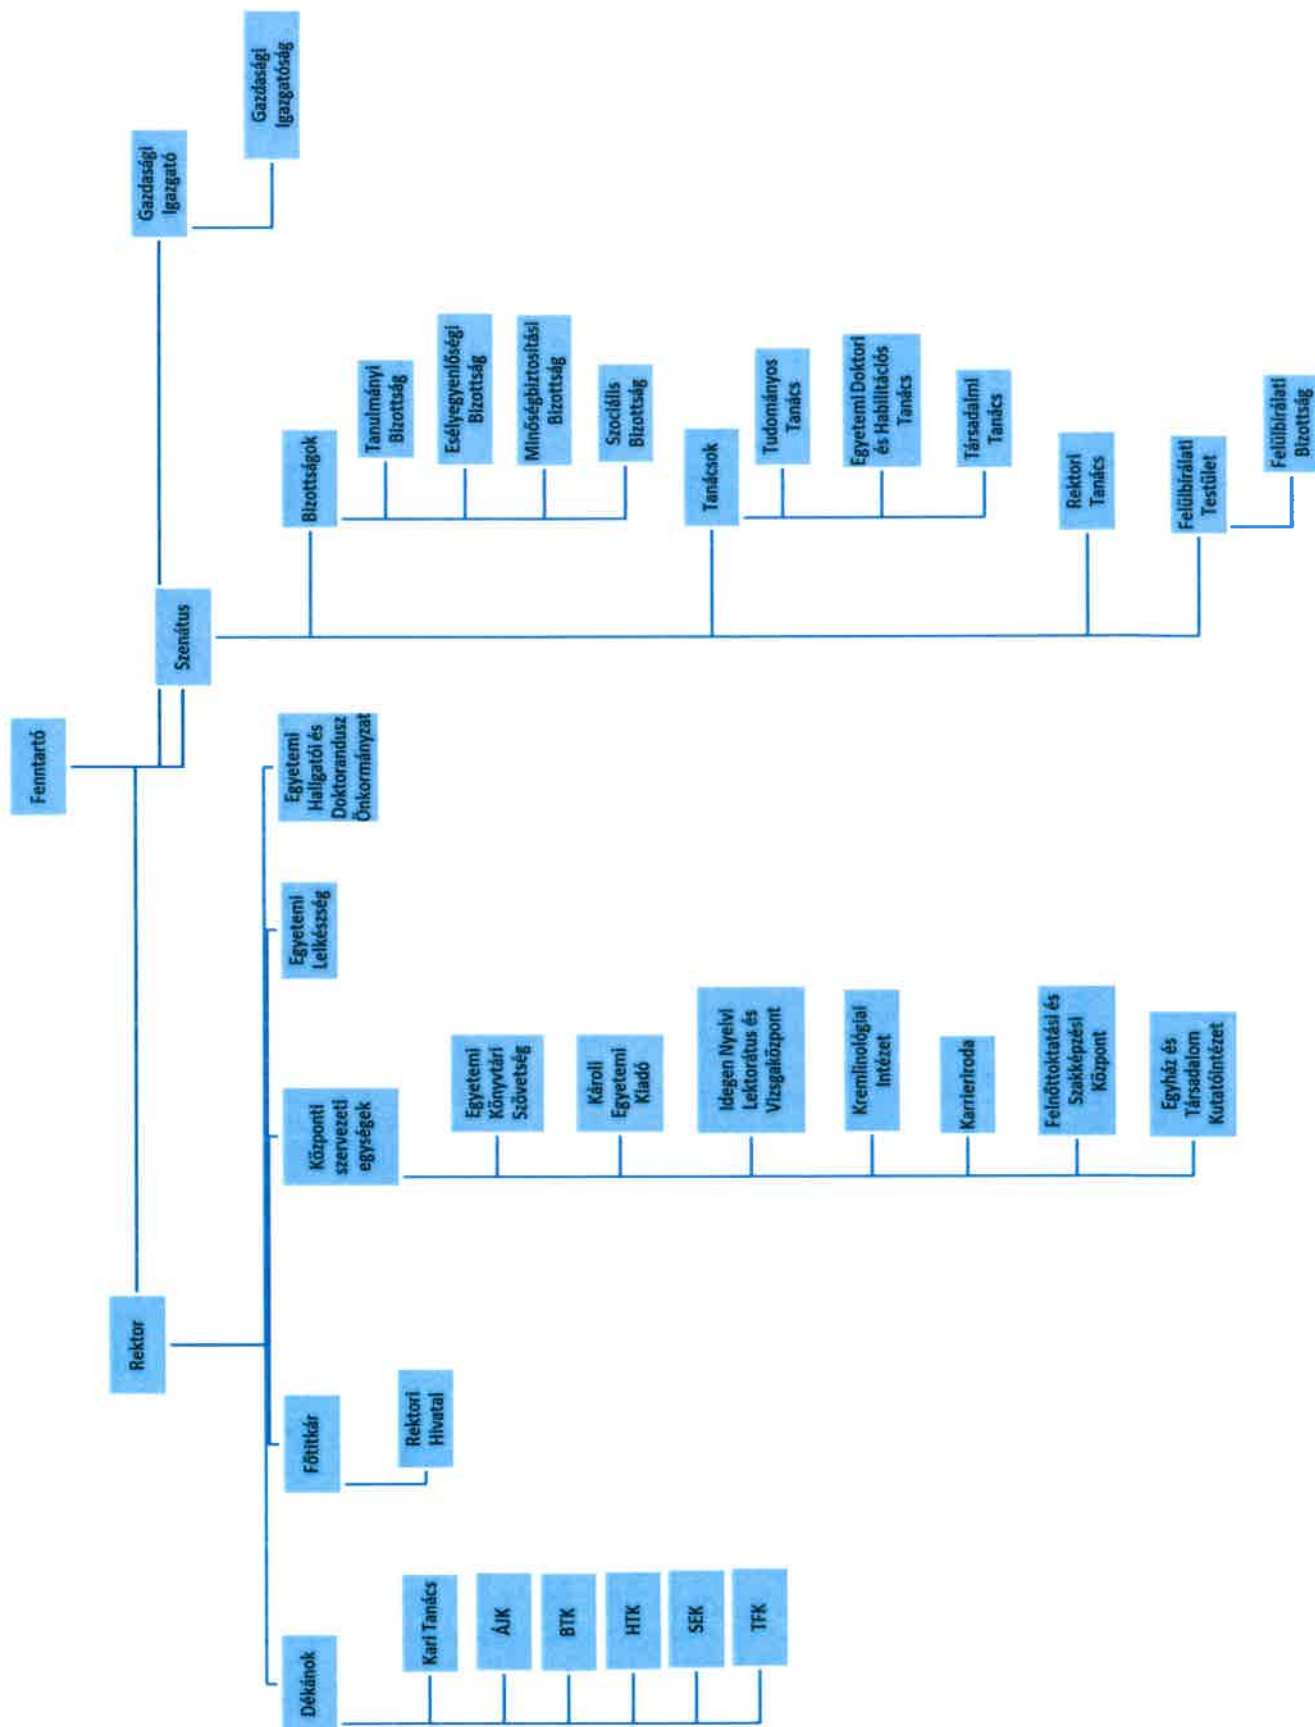 Fenntartó
Rektor
Szenátus
Gazdasági
Igazgató
Gazdasági
Igazgatóság
Dékánok
Kari Tanács
ÁJK
BTK
HTK
SEK
TFK
Főtitkár
Rektori
Hivatal
Központi
szervezeti
egységek
Egyetemi
Könyvtári
Szövetség
Károli
Egyetemi
Kiadó
Idegen Nyelvi
Lektorátus és
Vizsgaközpont
Kremlinológiai
Intézet
Karrieriroda
Felnőttoktatási és
Szakképzési
Központ
Egyház és
Társadalom
Kutatóintézet
Egyetemi
Lelkészség
Egyetemi
Hallgatói és
Doktorandusz
Önkormányzat
Bizottságok
Tanulmányi
Bizottság
Esélyegyenlőségi
Bizottság
Minőségbiztosítási
Bizottság
Szociális
Bizottság
Tanácsok
Tudományos
Tanács
Egyetemi Doktori
és Habilitációs
Tanács
Társadalmi
Tanács
Rektori
Tanács
Felülbírálati
Testület
Felülbírálati
Bizottság